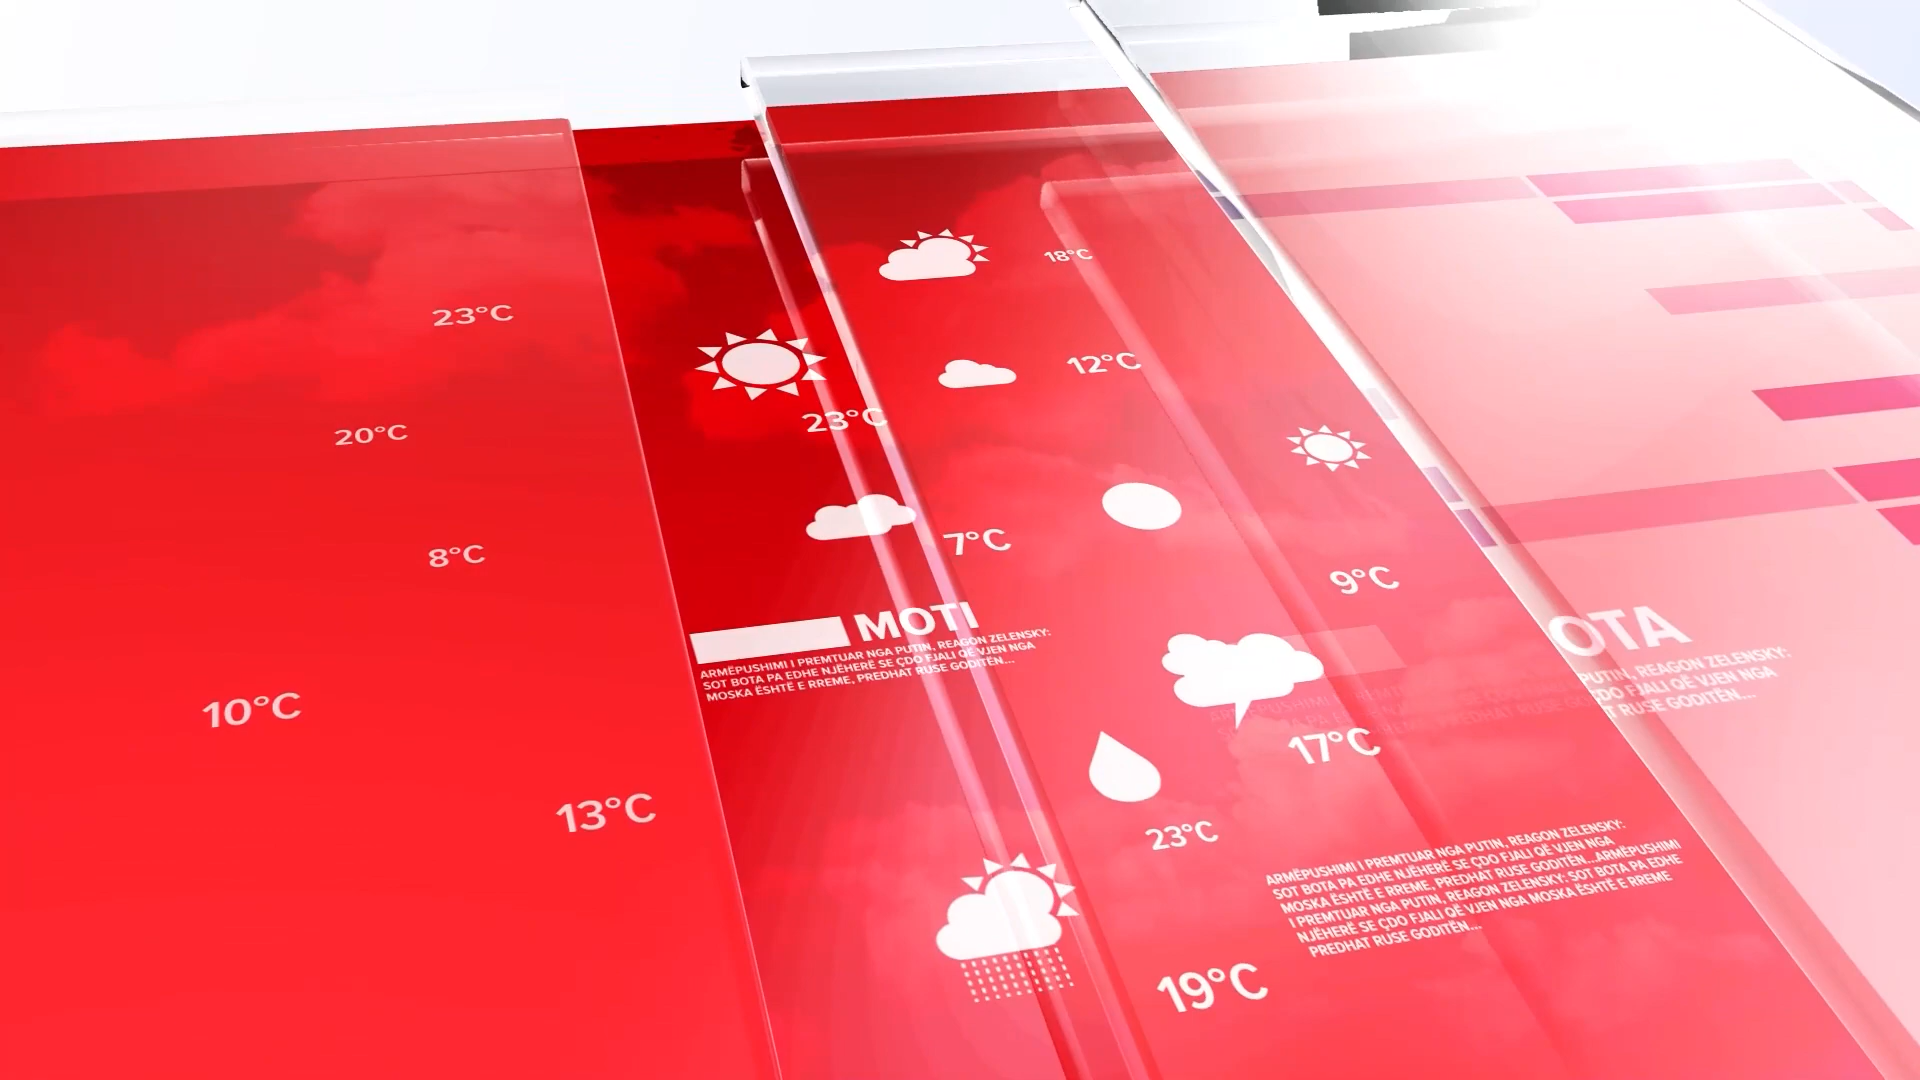 18°C
23°C
12°C
23°C
20°C
7°C
8°C
9°C
MOTI
ARMËPUSHIMI I PREMTUAR NGA PUTIN, REAGON ZELENSKY:
SOT BOTA PA EDHE NJËHERË SE ÇDO FJALI QË VJEN NGA
MOSKA ËSHTË E RREME, PREDHAT RUSE GODITËN...
OTA
PUTIN, REAGON ZELENSKY:
ÇDO FJALI QË VJEN NGA
T RUSE GODITËN...
10°C
17°C
13°C
23°C
ARMËPUSHIMI I PREMTUAR NGA PUTIN, REAGON ZELENSKY:
SOT BOTA PA EDHE NJËHERË SE ÇDO FJALI QË VJEN NGA
MOSKA ËSHTË E RREME, PREDHAT RUSE GODITËN...ARMËPUSHIMI
I PREMTUAR NGA PUTIN, REAGON ZELENSKY: SOT BOTA PA EDHE
NJËHERË SE ÇDO FJALI QË VJEN NGA MOSKA ËSHTË E RREME
PREDHAT RUSE GODITËN...
19°C